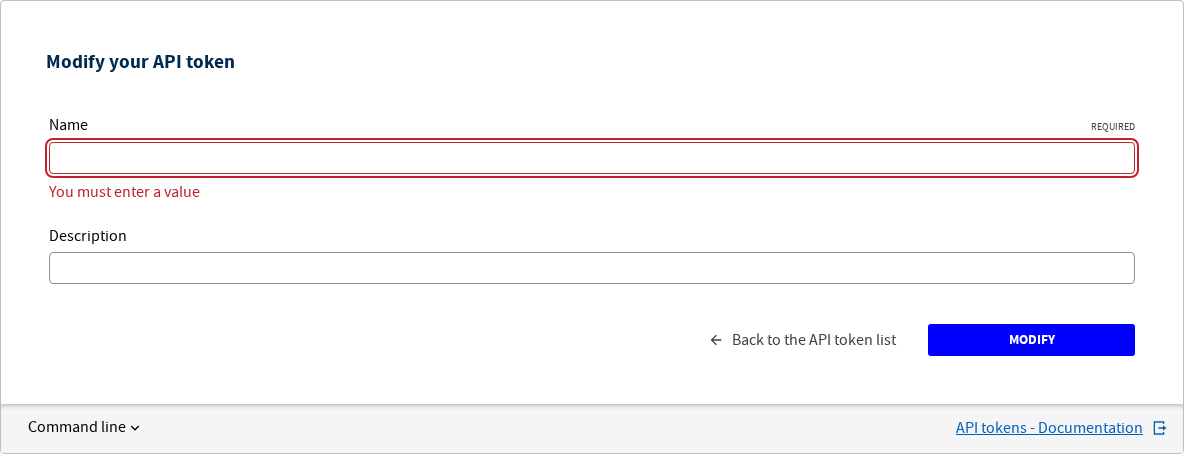 Modify your API token
Name
REQUIRED
You must enter a value
Description
Back to the API token list
MODIFY
Command line
API tokens - Documentation